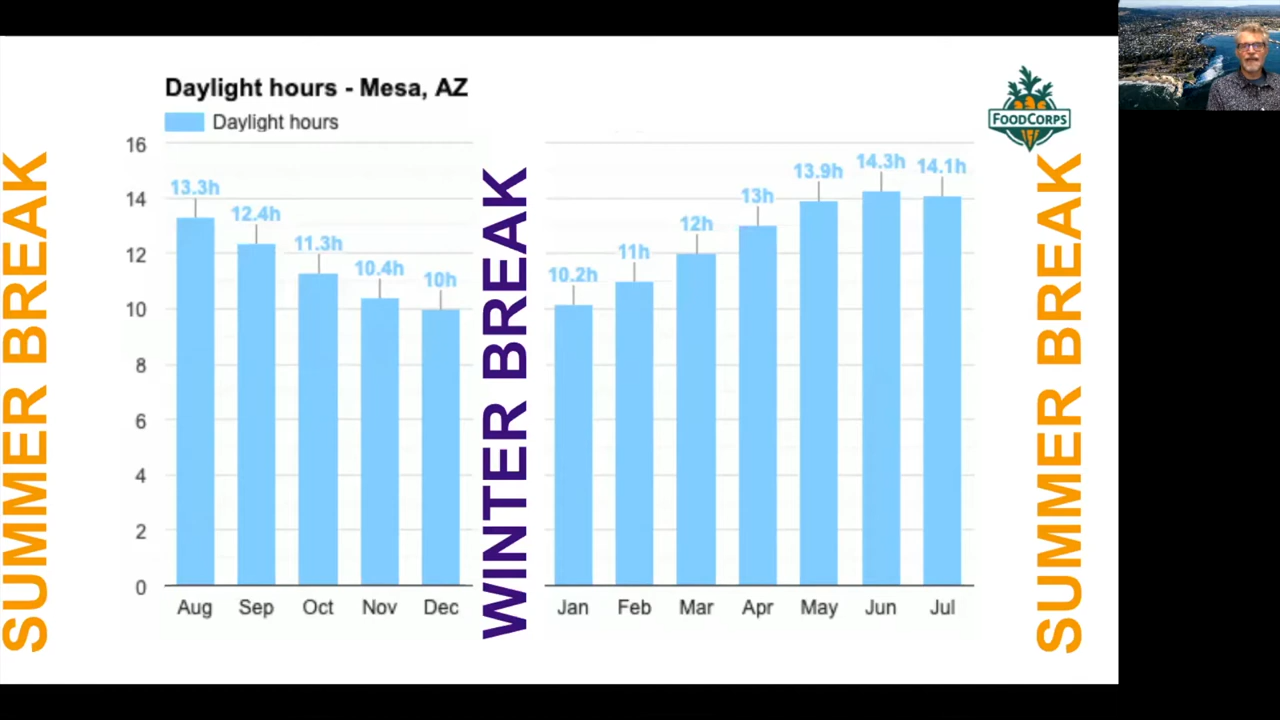 Daylight hours - Mesa, AZ
Daylight hours
FOODCORPS
SUMMER BREAK
16
14
12
10
8
6
4
2
0
13.3h
12.4h
11.3h
10.4h
10h
Aug Sep Oct Nov Dec
WINTER BREAK
10.2h
11h
12h
13h
13.9h
14.3h
14.1h
Jan Feb Mar Apr May Jun Jul
SUMMER BREAK